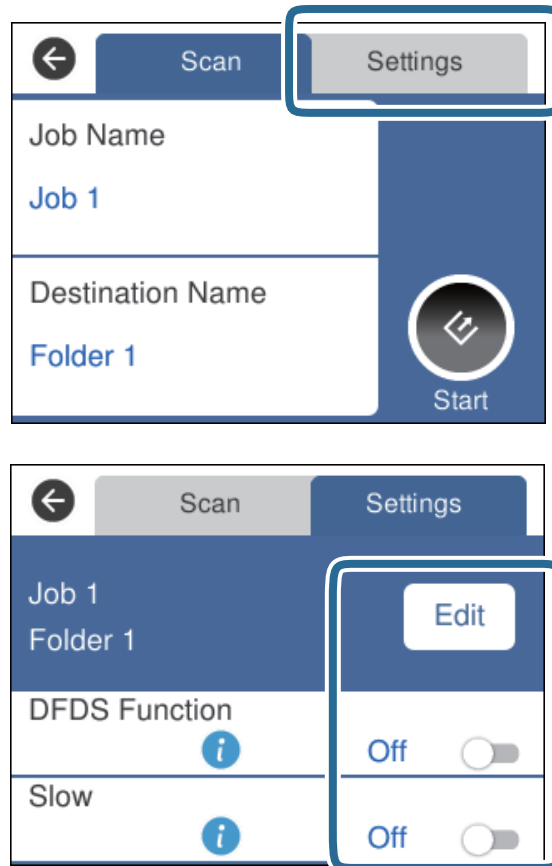 Scan Settings
Job Name
Job 1
Destination Name
Folder 1
Start
Scan Settings
Job 1
Edit
Folder 1
DFDS Function
i Off
Slow
i Off